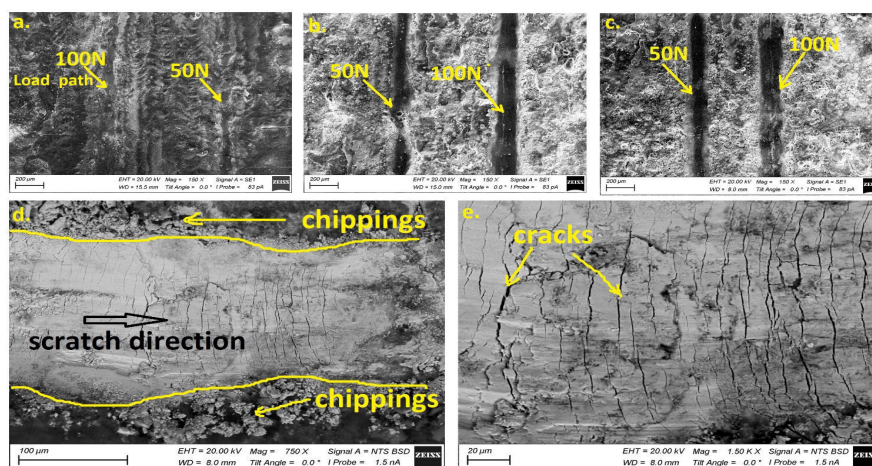 a.
100N
Load path
50N
200 µm
EHT = 20.00 kV Mag = 150 X Signal A = SE1
WD = 15.5 mm Tilt Angle = 0.0 ° I Probe = 83 pA
ZEISS
b.
50N
100N
200 µm
EHT = 20.00 kV Mag = 150 X Signal A = SE1
WD = 15.0 mm Tilt Angle = 0.0 ° I Probe = 83 pA
ZEISS
c.
50N
100N
200 µm
EHT = 20.00 kV Mag = 150 X Signal A = SE1
WD = 8.0 mm Tilt Angle = 0.0 ° I Probe = 83 pA
ZEISS
d.
chippings
scratch direction
chippings
100 µm
EHT = 20.00 kV Mag = 750 X Signal A = NTS BSD
WD = 8.0 mm Tilt Angle = 0.0 ° I Probe = 1.5 nA
ZEISS
e.
cracks
20 µm
EHT = 20.00 kV Mag = 1.50 K X Signal A = NTS BSD
WD = 8.0 mm Tilt Angle = 0.0 ° I Probe = 1.5 nA
ZEISS